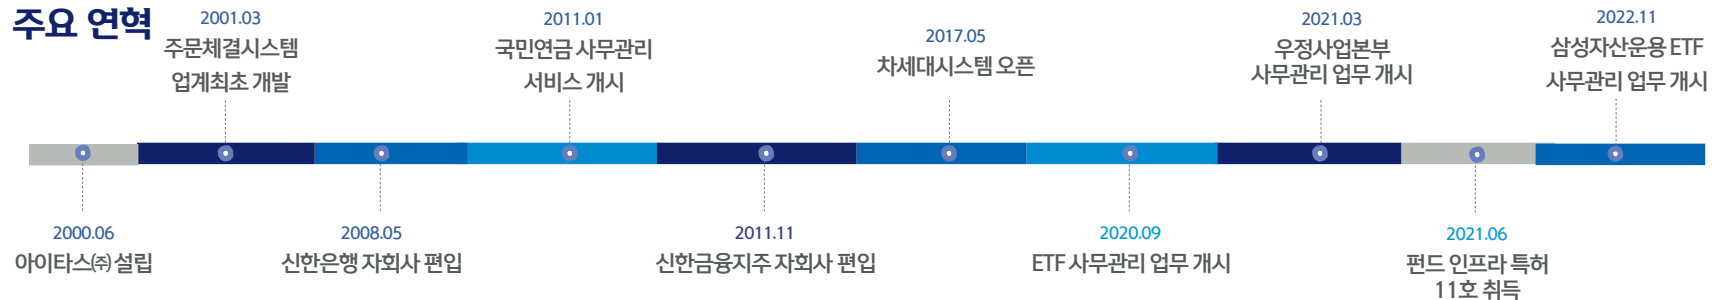 주요 연혁
2001.03
주문체결시스템
업계최초 개발
2011.01
국민연금 사무관리
서비스 개시
2017.05
차세대시스템 오픈
2021.03
우정사업본부
사무관리 업무 개시
2022.11
삼성자산운용 ETF
사무관리 업무 개시
2000.06
아이타스㈜ 설립
2008.05
신한은행 자회사 편입
2011.11
신한금융지주 자회사 편입
2020.09
ETF 사무관리 업무 개시
2021.06
펀드 인프라 특허
11호 취득